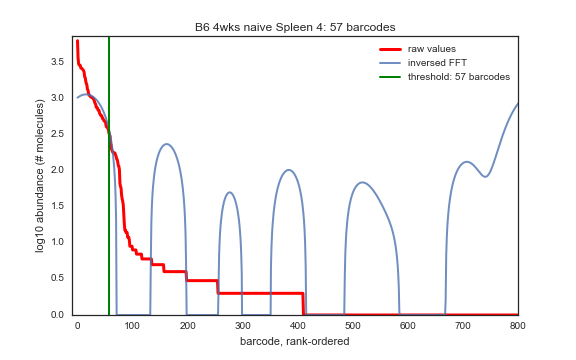 B6 4wks naive Spleen 4: 57 barcodes
raw values
inversed FFT
threshold: 57 barcodes
log10 abundance (# molecules)
3.5
3.0
2.5
2.0
1.5
1.0
0.5
0.0
0 100 200 300 400 500 600 700 800
barcode, rank-ordered